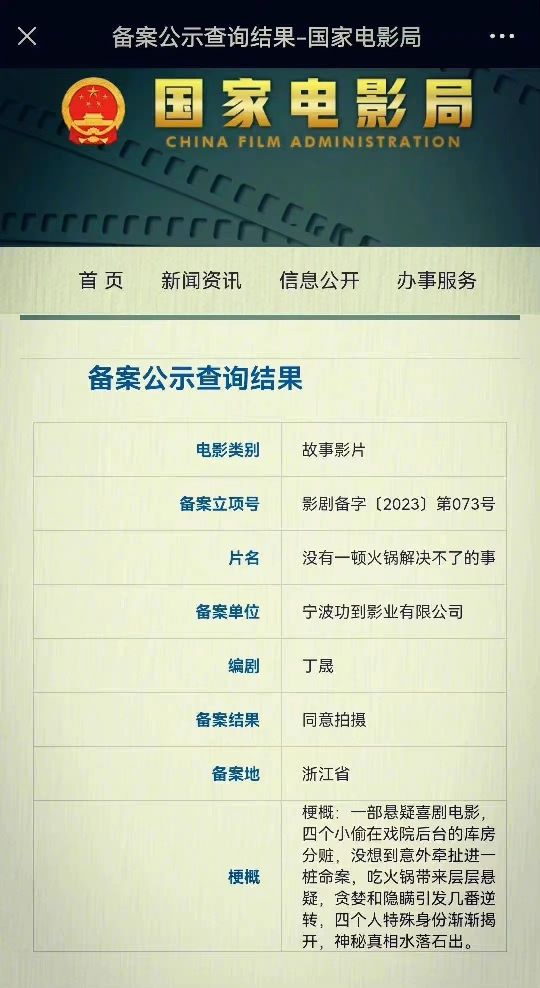 备案公示查询结果-国家电影局
国家电影局
CHINA FILM ADMINISTRATION
首 页 新闻资讯 信息公开 办事服务
备案公示查询结果
电影类别 故事影片
备案立项号 影剧备字〔2023〕第073号
片名 没有一顿火锅解决不了的事
备案单位 宁波功到影业有限公司
编剧 丁晟
备案结果 同意拍摄
备案地 浙江省
梗概
梗概：一部悬疑喜剧电影，
四个小偷在戏院后台的库房
分赃，没想到意外牵扯进一
桩命案，吃火锅带来层层悬
疑，贪婪和隐瞒引发几番逆
转，四个人特殊身份渐渐揭
开，神秘真相水落石出。